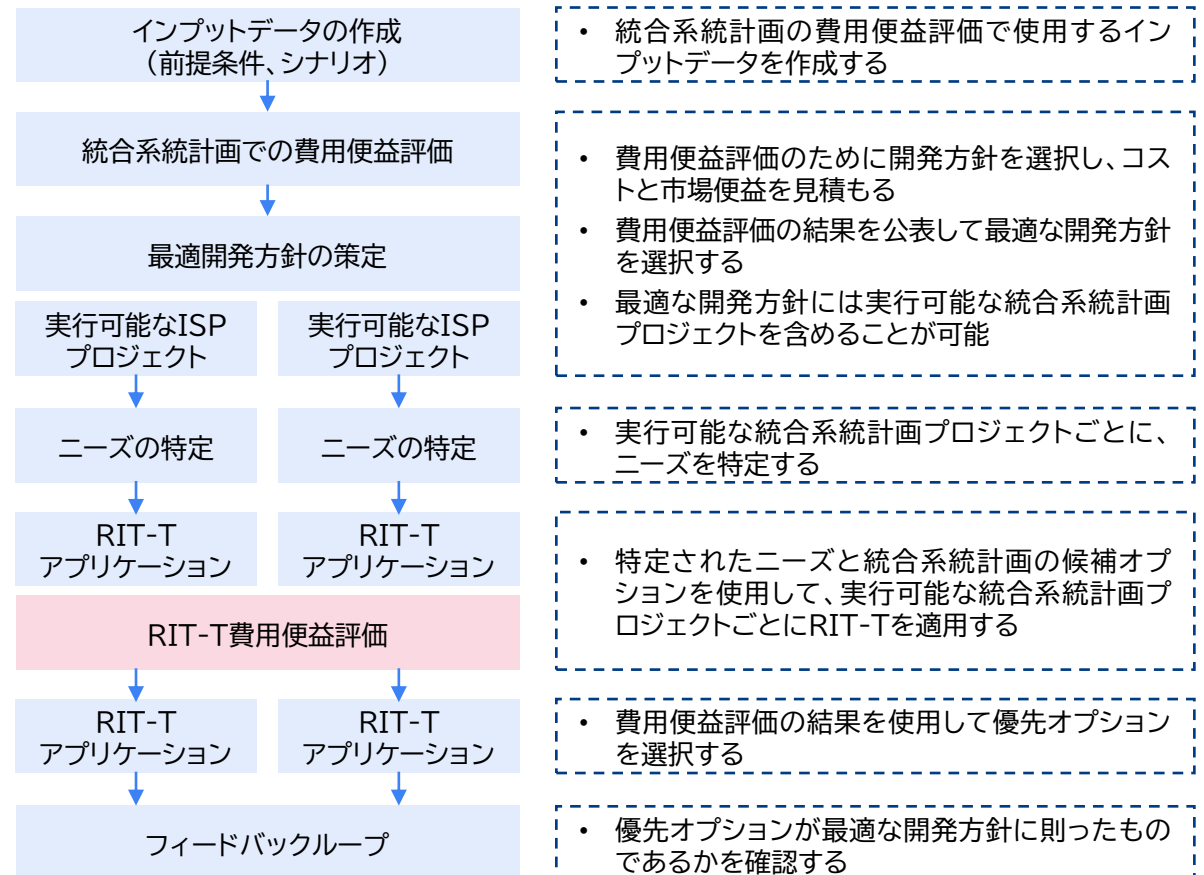 インプットデータの作成
（前提条件、シナリオ）
・ 統合系統計画の費用便益評価で使用するイン
プットデータを作成する
統合系統計画での費用便益評価
最適開発方針の策定
・ 費用便益評価のために開発方針を選択し、コス
トと市場便益を見積もる
・ 費用便益評価の結果を公表して最適な開発方針
を選択する
・ 最適な開発方針には実行可能な統合系統計画
プロジェクトを含めることが可能
実行可能なISP
プロジェクト
実行可能なISP
プロジェクト
ニーズの特定
ニーズの特定
・ 実行可能な統合系統計画プロジェクトごとに、
ニーズを特定する
RIT-T
アプリケーション
RIT-T
アプリケーション
RIT-T費用便益評価
・ 特定されたニーズと統合系統計画の候補オプ
ションを使用して、実行可能な統合系統計画プ
ロジェクトごとにRIT-Tを適用する
RIT-T
アプリケーション
RIT-T
アプリケーション
・ 費用便益評価の結果を使用して優先オプション
を選択する
フィードバックループ
・ 優先オプションが最適な開発方針に則ったもの
であるかを確認する